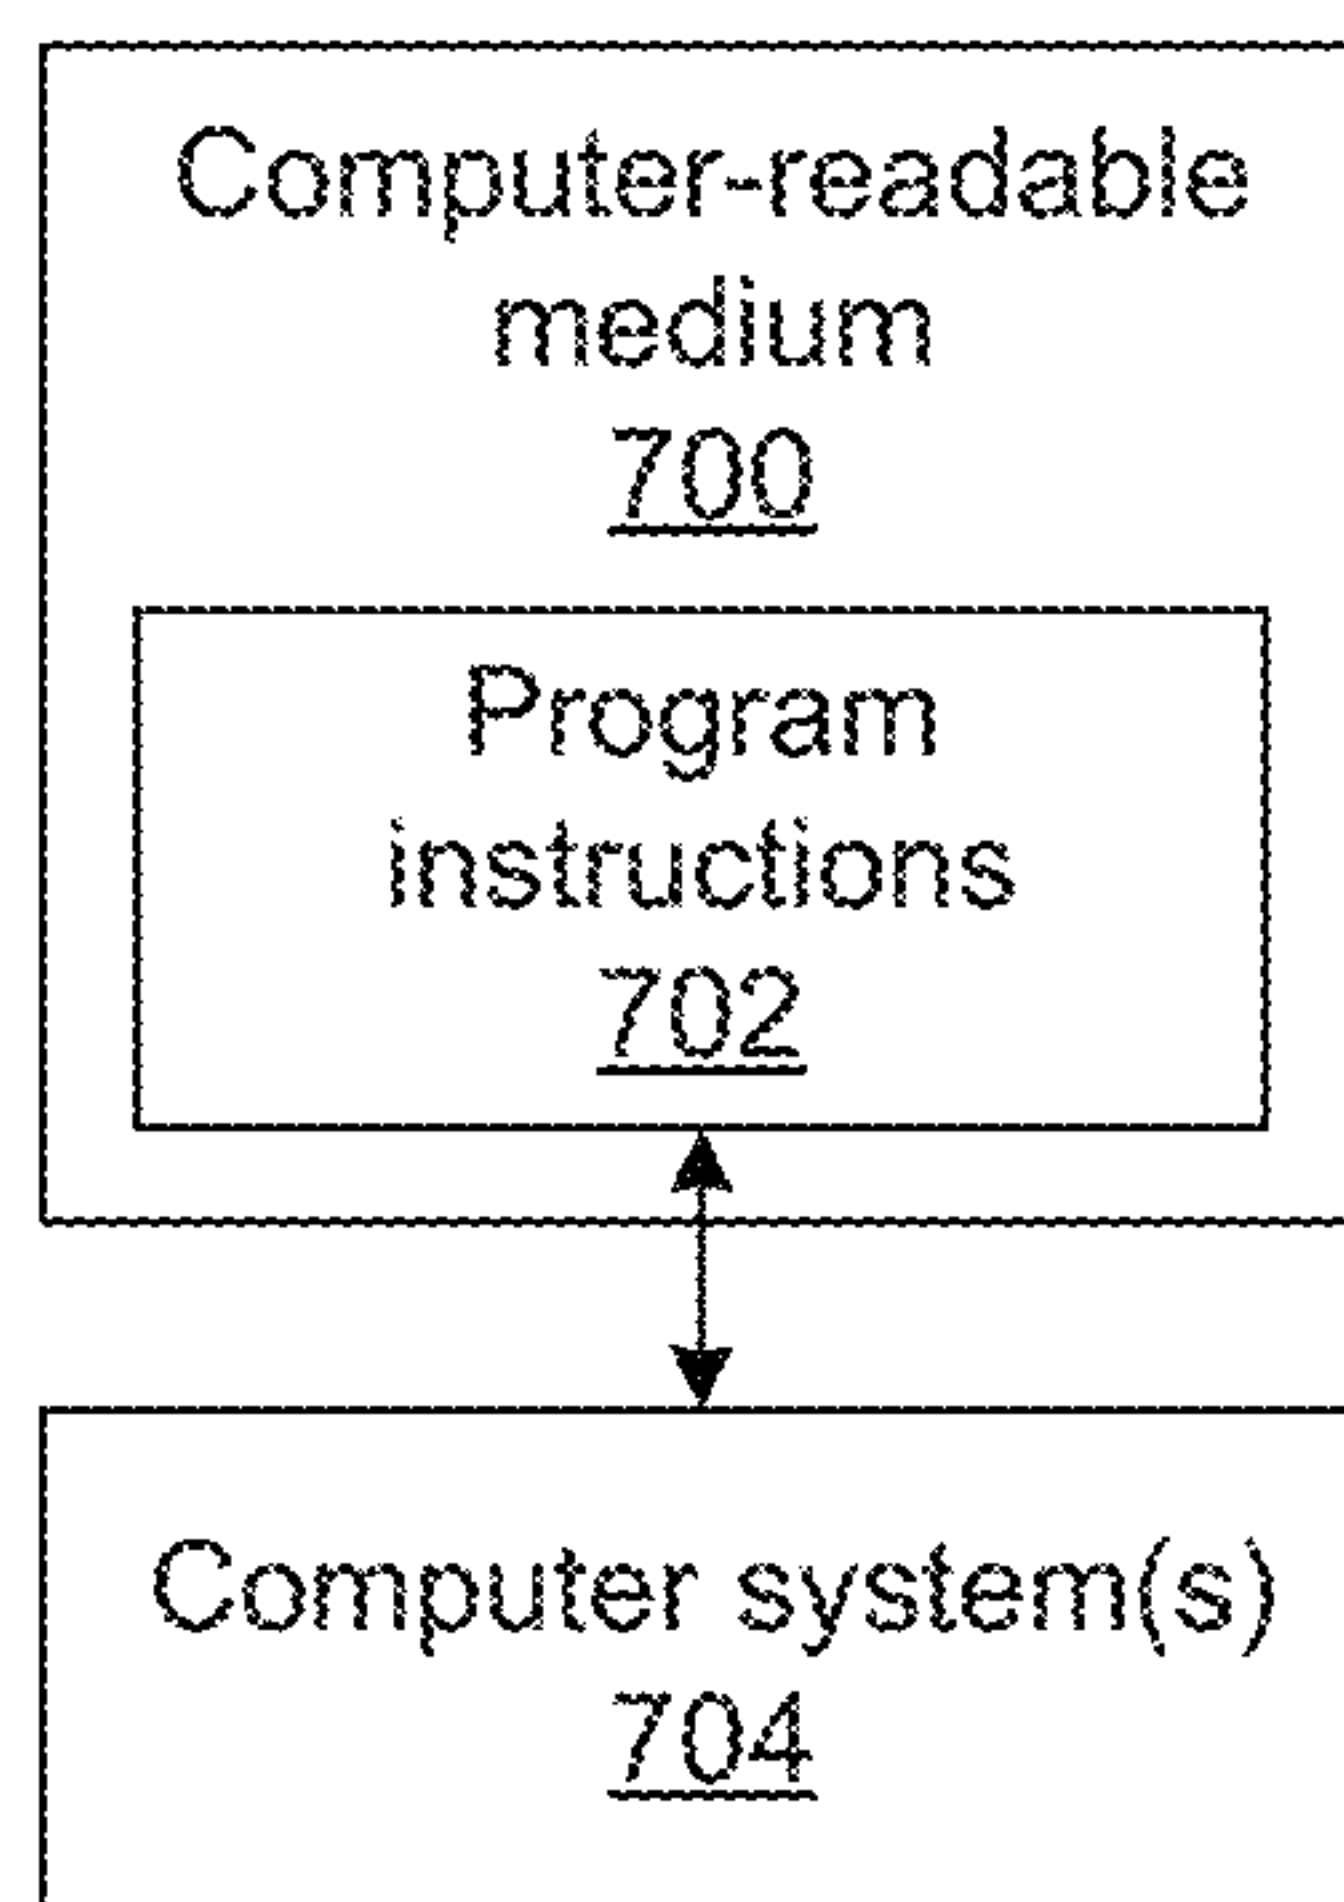 Computer-readable
medium
700
Program
instructions
702
Computer system(s)
704